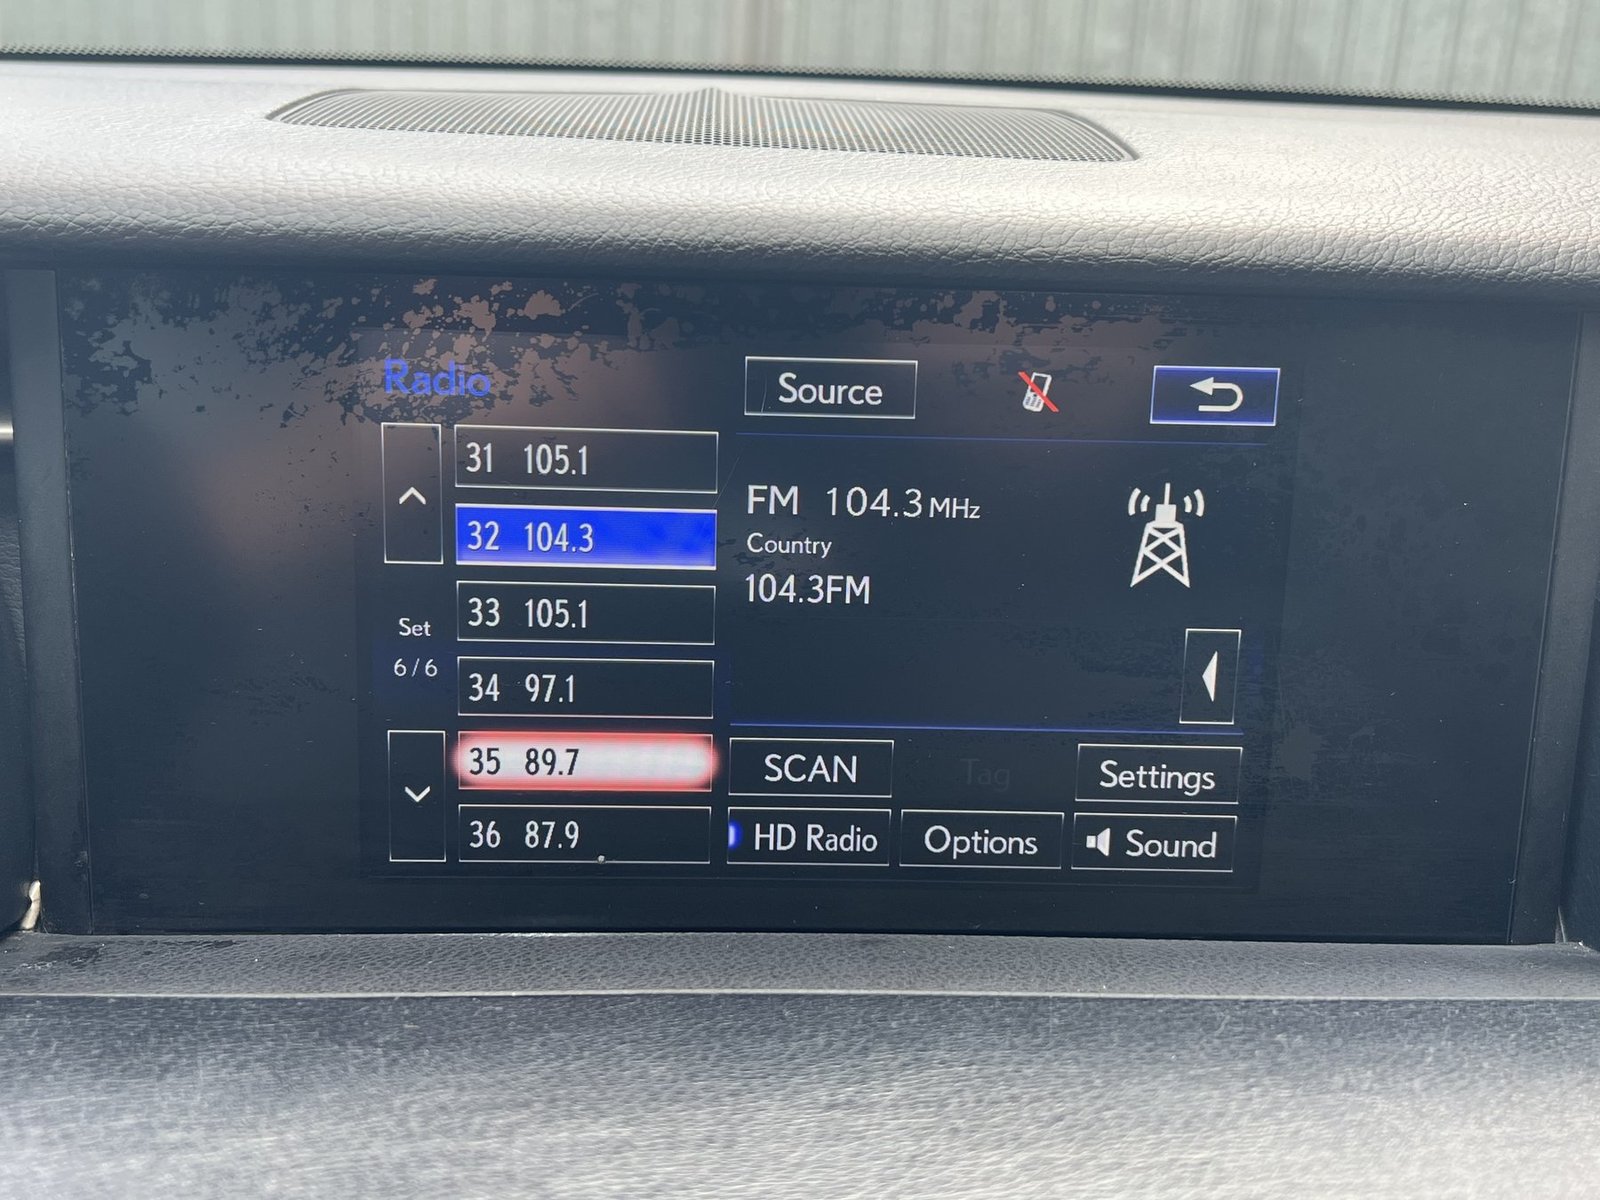 Radio
Source
31 105.1
32 104.3
33 105.1
34 97.1
35 89.7
36 87.9
Set
6/6
FM 104.3 MHz
Country
104.3FM
SCAN
Tag
Settings
HD Radio
Options
Sound